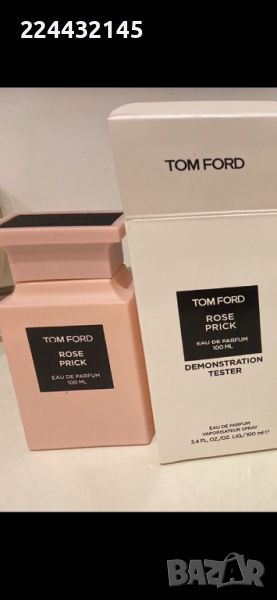 224432145
TOM FORD
TOM FORD
ROSE
PRICK
EAU DE PARFUM
100 ML
DEMONSTRATION
TESTER
EAU DE PARFUM
VAPORISATEUR SPRAY
3.4 FL. OZ./OZ. LIQ./100 ml e
TOM FORD
ROSE
PRICK
EAU DE PARFUM
100 ML
BAZAR